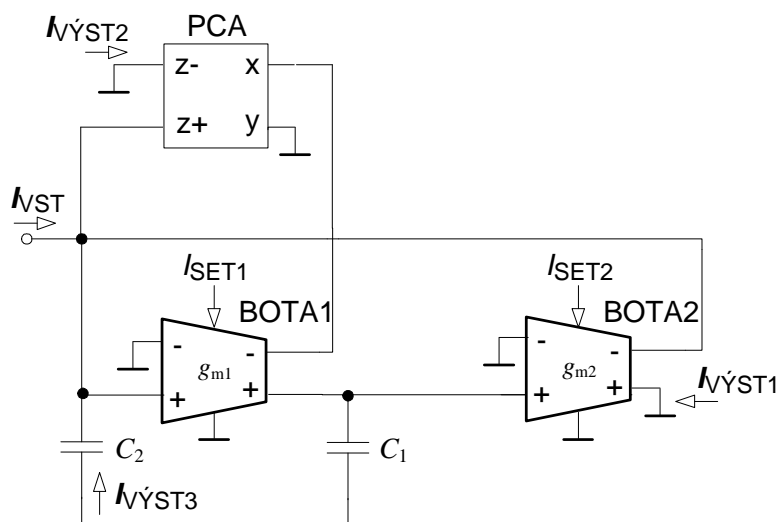 IVÝST2
PCA
z- x
z+ y
IVST
ISET1
BOTA1
ISET2
BOTA2
- -
gm1
+ +
- -
gm2
+ +
IVÝST1
C2
C1
IVÝST3